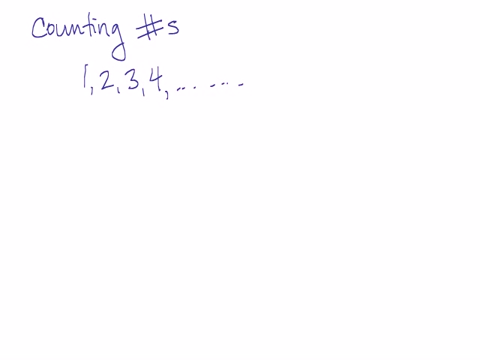 Counting #s
1, 2, 3, 4, ... ... .